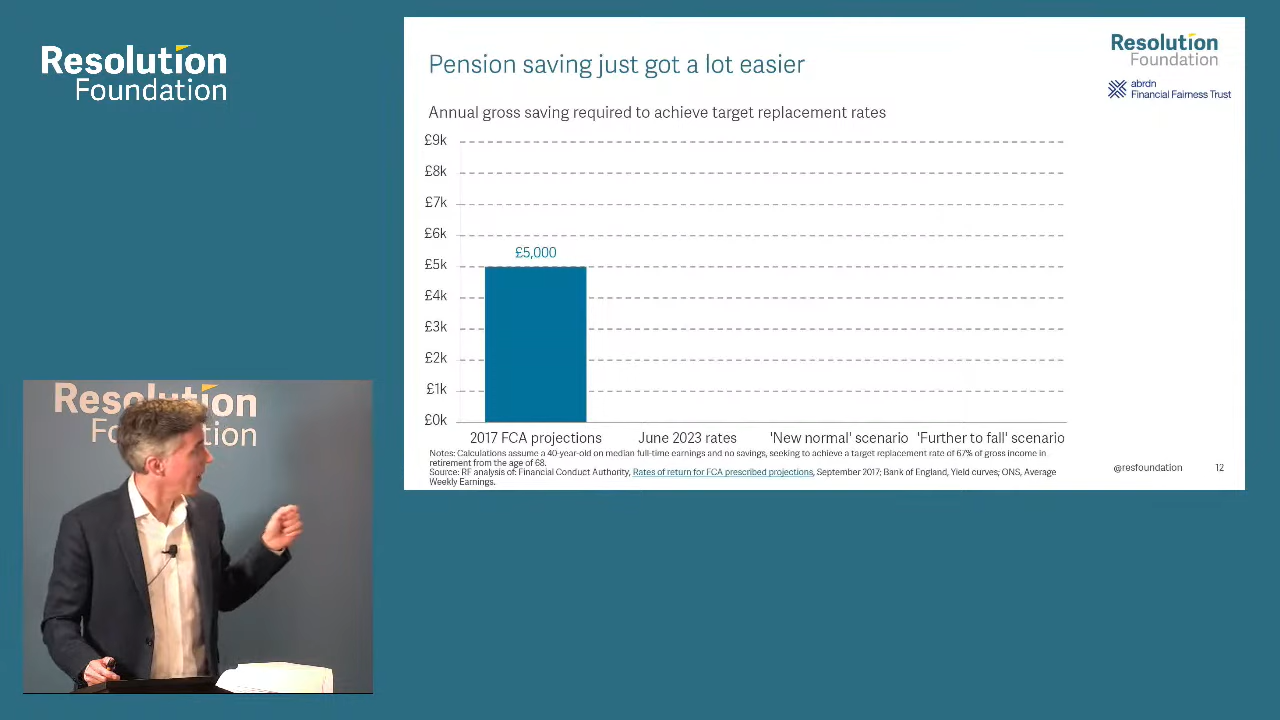 Resolution
Foundation
Pension saving just got a lot easier
Resolution
Foundation
abrdn
Financial Fairness Trust
Annual gross saving required to achieve target replacement rates
£9k
£8k
£7k
£6k
£5k
£4k
£3k
£2k
£1k
£0k
£5,000
2017 FCA projections
June 2023 rates
'New normal' scenario
'Further to fall' scenario
Notes: Calculations assume a 40-year-old on median full-time earnings and no savings, seeking to achieve a target replacement rate of 67% of gross income in
retirement from the age of 68.
Source: RF analysis of: Financial Conduct Authority, Rates of return for FCA prescribed projections, September 2017; Bank of England, Yield curves; ONS, Average
Weekly Earnings.
@resfoundation
12